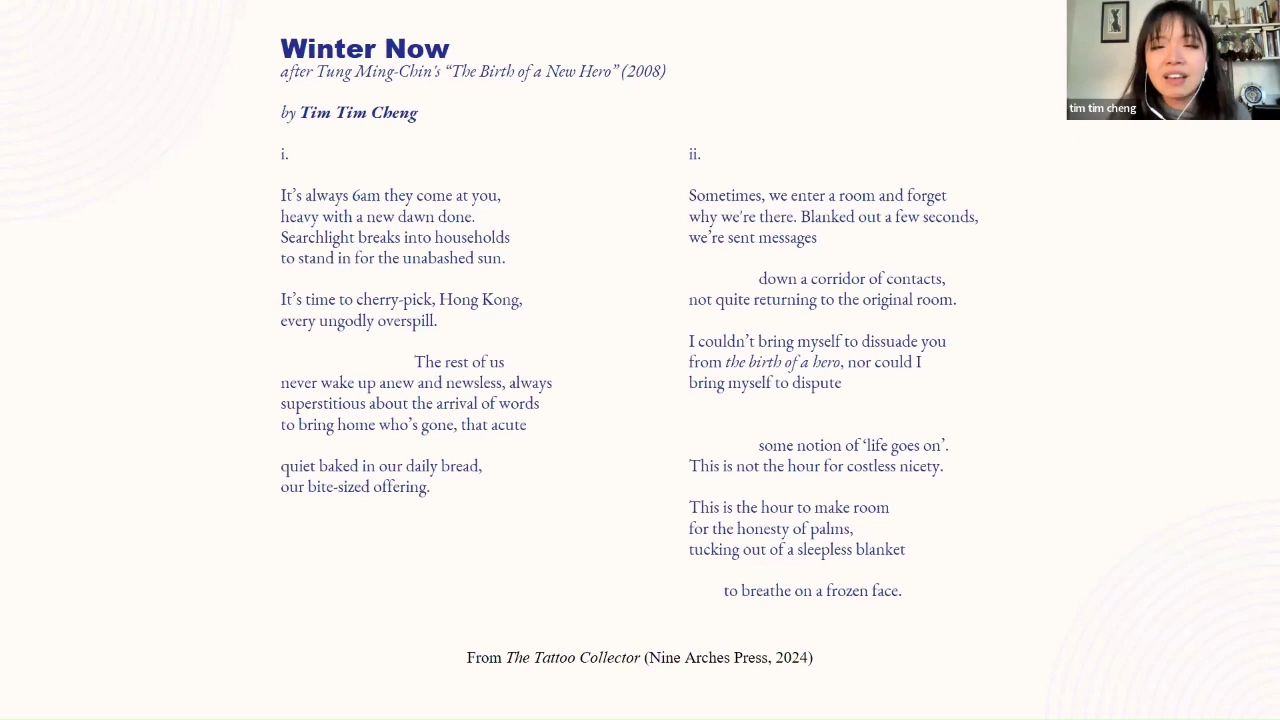 Winter Now
after Tung Ming-Chin's “The Birth of a New Hero” (2008)
by Tim Tim Cheng
i.
It’s always 6am they come at you,
heavy with a new dawn done.
Searchlight breaks into households
to stand in for the unabashed sun.
It’s time to cherry-pick, Hong Kong,
every ungodly overspill.
The rest of us
never wake up anew and newsless, always
superstitious about the arrival of words
to bring home who’s gone, that acute
quiet baked in our daily bread,
our bite-sized offering.
ii.
Sometimes, we enter a room and forget
why we're there. Blanked out a few seconds,
we’re sent messages
down a corridor of contacts,
not quite returning to the original room.
I couldn’t bring myself to dissuade you
from the birth of a hero, nor could I
bring myself to dispute
some notion of ‘life goes on’.
This is not the hour for costless nicety.
This is the hour to make room
for the honesty of palms,
tucking out of a sleepless blanket
to breathe on a frozen face.
From The Tattoo Collector (Nine Arches Press, 2024)
tim tim cheng